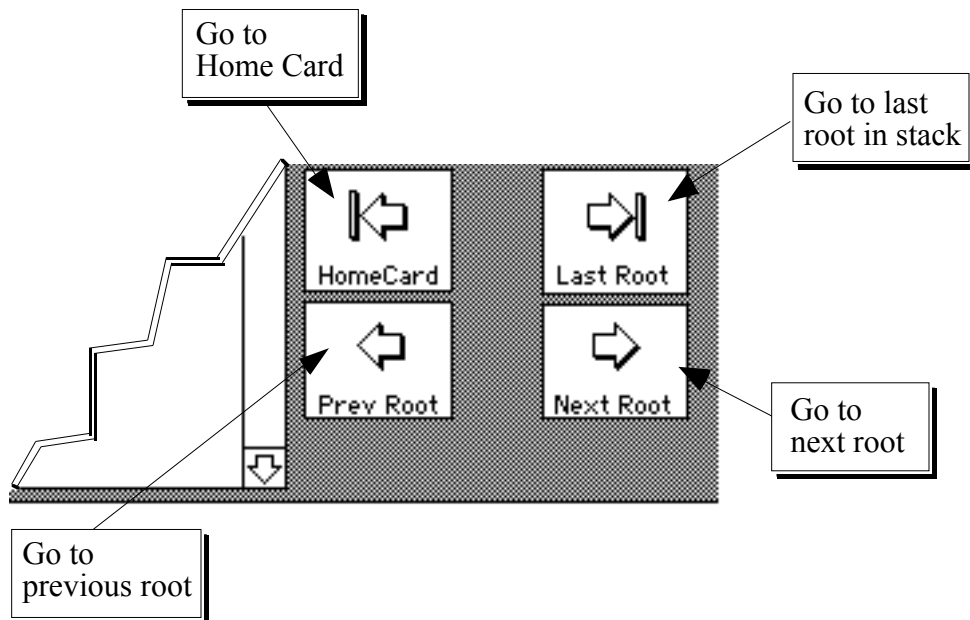 Go to
Home Card
Go to last
root in stack
HomeCard
Last Root
Prev Root
Next Root
Go to
next root
Go to
previous root